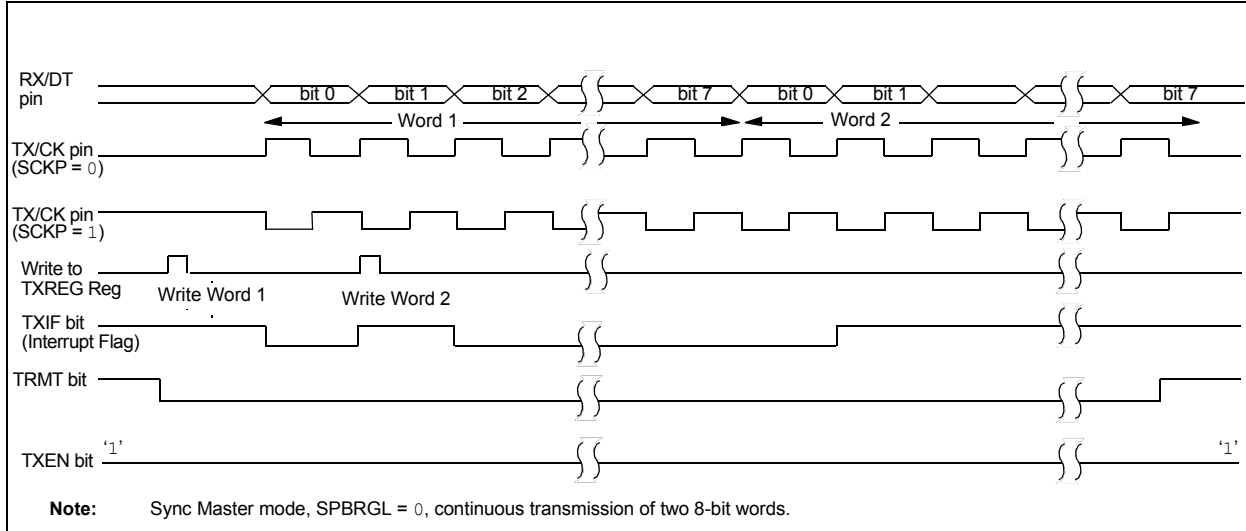 RX/DT
pin
bit 0 bit 1 bit 2 bit 7 bit 0 bit 1 bit 7
Word 1 Word 2
TX/CK pin
(SCKP = 0)
TX/CK pin
(SCKP = 1)
Write to
TXREG Reg
Write Word 1 Write Word 2
TXIF bit
(Interrupt Flag)
TRMT bit
TXEN bit ‘1’ ‘1’
Note: Sync Master mode, SPBRGL = 0, continuous transmission of two 8-bit words.